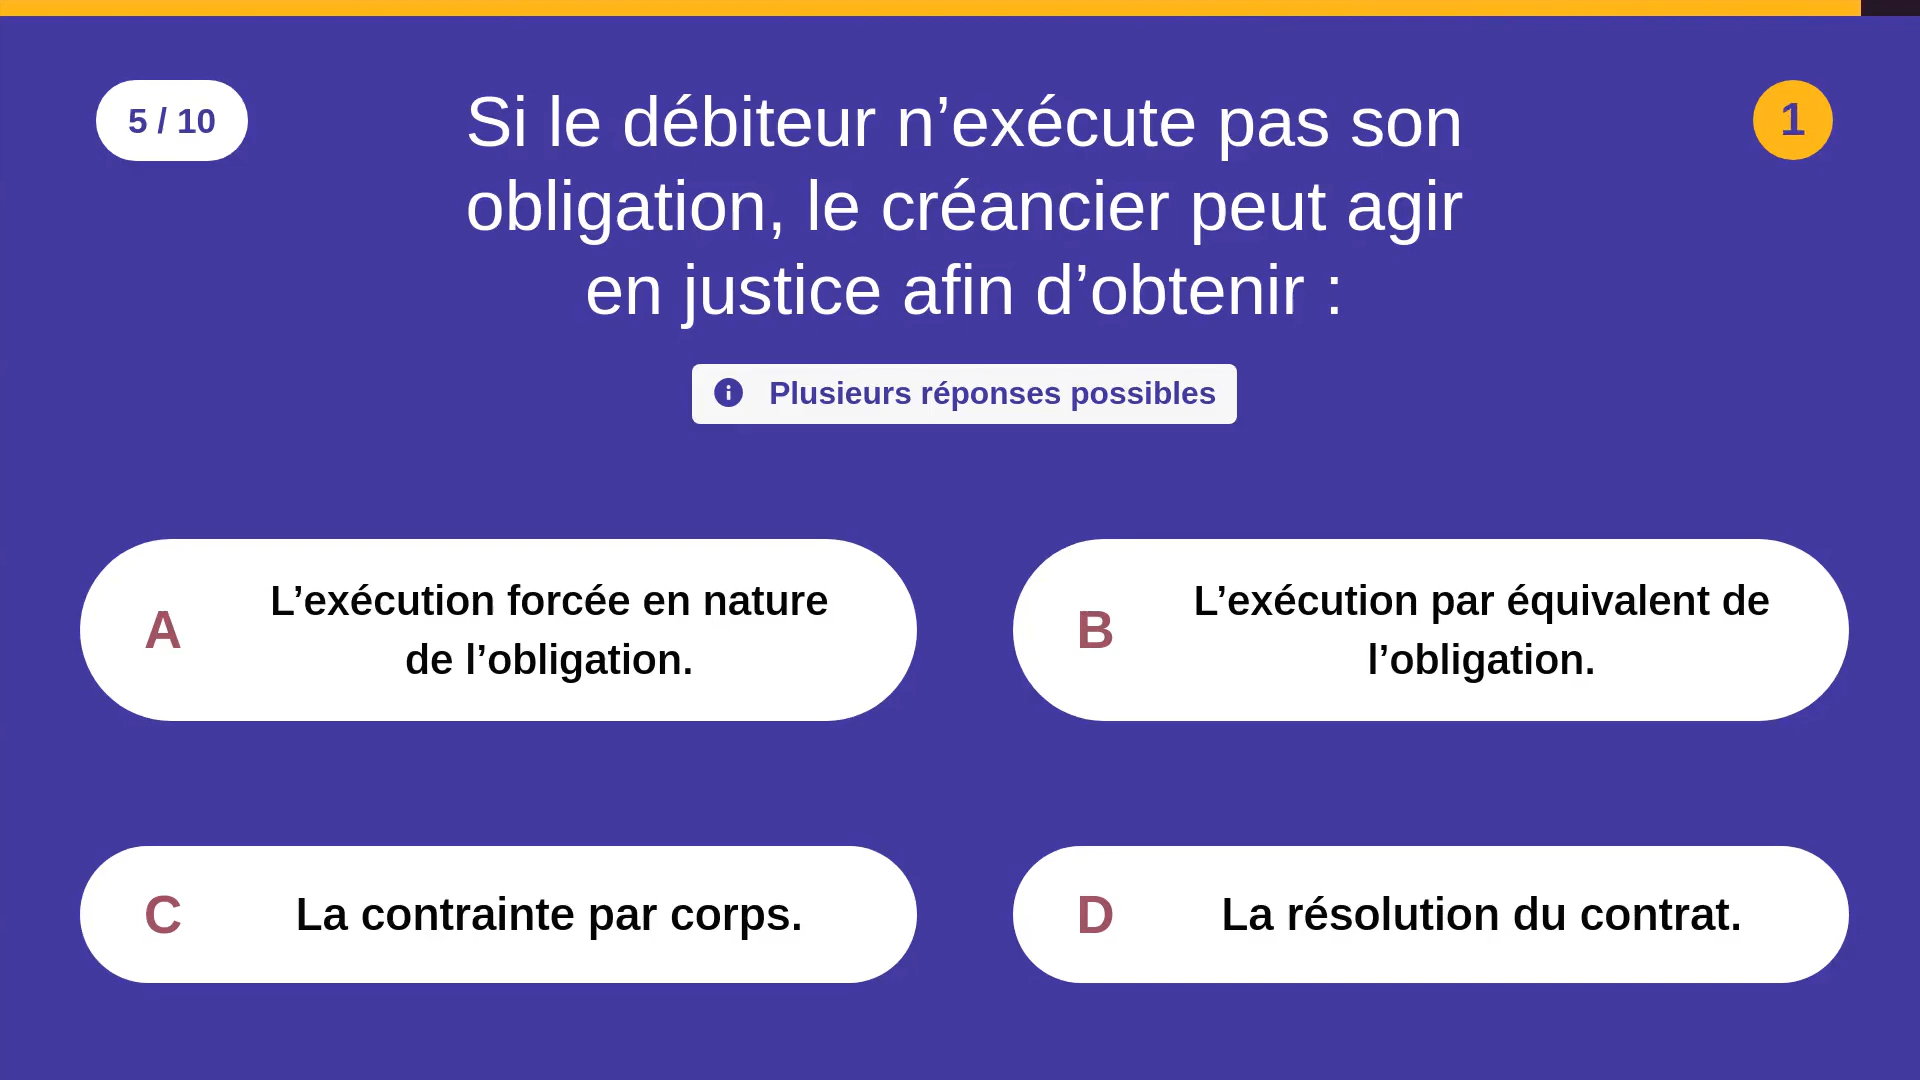 5 / 10
Si le débiteur n’exécute pas son
obligation, le créancier peut agir
en justice afin d’obtenir :
1
Plusieurs réponses possibles
A
L’exécution forcée en nature
de l’obligation.
B
L’exécution par équivalent de
l’obligation.
C
La contrainte par corps.
D
La résolution du contrat.